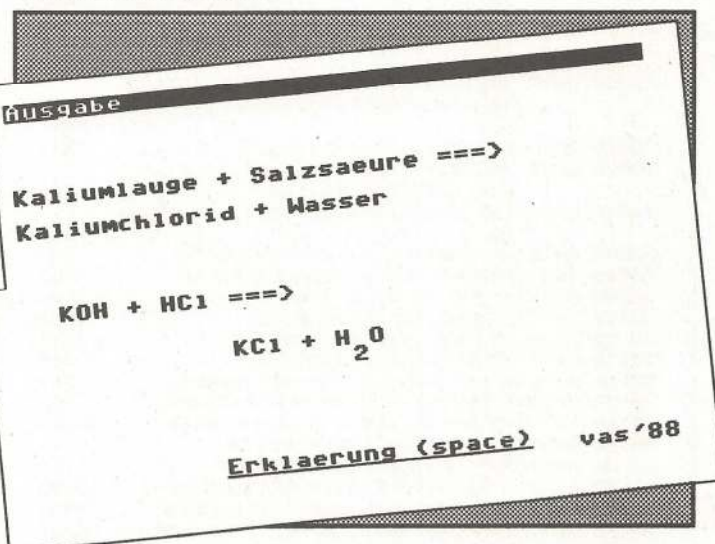 Ausgabe
Kaliumlauge + Salzsaeure ===>
Kaliumchlorid + Wasser
KOH + HCl ===>
KCl + H₂O
Erklaerung (space) vas'88